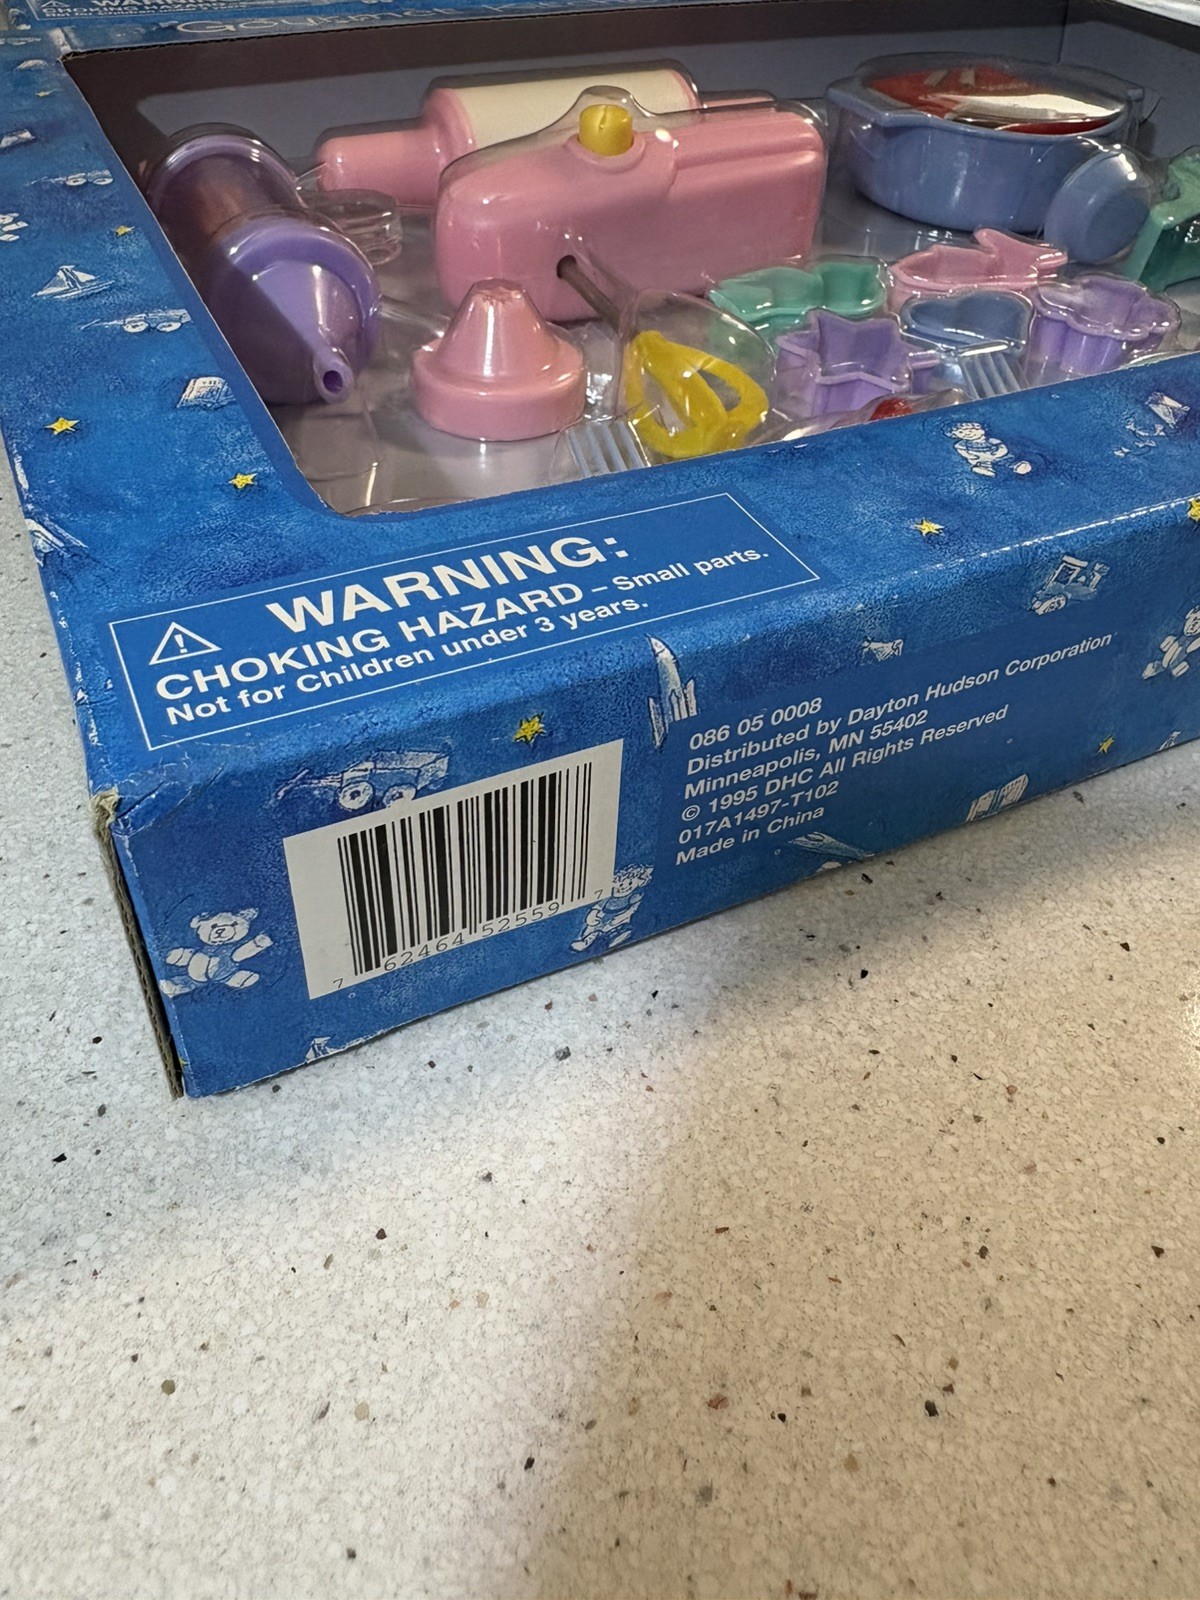 WARNING:
CHOKING HAZARD – Small parts.
Not for Children under 3 years.
086 05 0008
Distributed by Dayton Hudson Corporation
Minneapolis, MN 55402
© 1995 DHC All Rights Reserved
017A1497-T102
Made in China
7 62464 52559 7